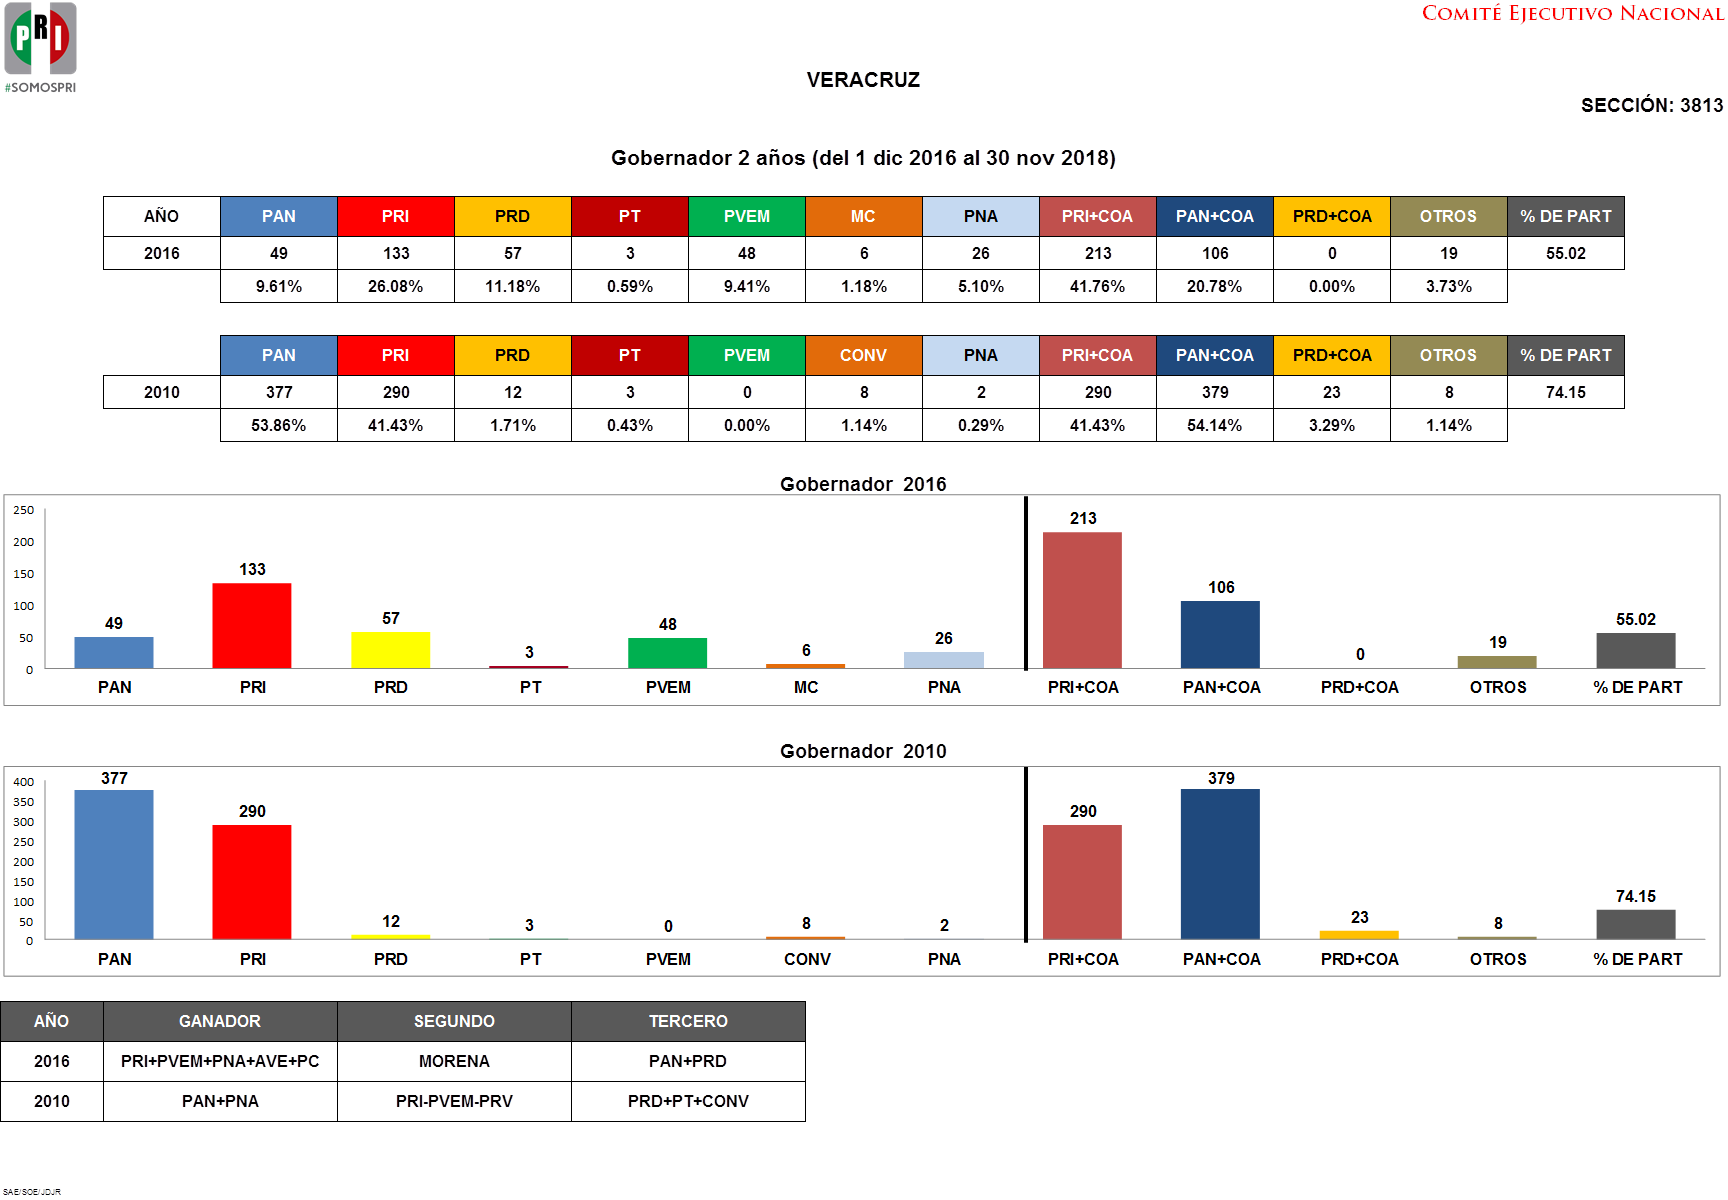 PRI
#SOMOSPRI
COMITÉ EJECUTIVO NACIONAL
VERACRUZ
SECCIÓN: 3813
Gobernador 2 años (del 1 dic 2016 al 30 nov 2018)
AÑO PAN PRI PRD PT PVEM MC PNA PRI+COA PAN+COA PRD+COA OTROS % DE PART
2016 49 133 57 3 48 6 26 213 106 0 19 55.02
9.61% 26.08% 11.18% 0.59% 9.41% 1.18% 5.10% 41.76% 20.78% 0.00% 3.73%
PAN PRI PRD PT PVEM CONV PNA PRI+COA PAN+COA PRD+COA OTROS % DE PART
2010 377 290 12 3 0 8 2 290 379 23 8 74.15
53.86% 41.43% 1.71% 0.43% 0.00% 1.14% 0.29% 41.43% 54.14% 3.29% 1.14%
Gobernador 2016
250
200
150
100
50
0
49 133 57 3 48 6 26 213 106 0 19 55.02
PAN PRI PRD PT PVEM MC PNA PRI+COA PAN+COA PRD+COA OTROS % DE PART
Gobernador 2010
400
350
300
250
200
150
100
50
0
377 290 12 3 0 8 2 290 379 23 8 74.15
PAN PRI PRD PT PVEM CONV PNA PRI+COA PAN+COA PRD+COA OTROS % DE PART
AÑO GANADOR SEGUNDO TERCERO
2016 PRI+PVEM+PNA+AVE+PC MORENA PAN+PRD
2010 PAN+PNA PRI-PVEM-PRV PRD+PT+CONV
SAE/SOE/JDJR